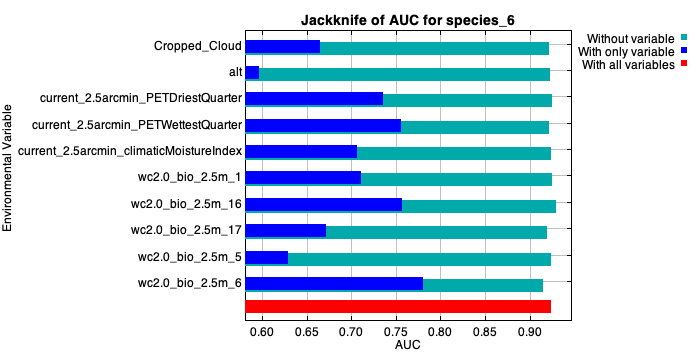 Jackknife of AUC for species_6
Without variable
With only variable
With all variables
Environmental Variable
Cropped_Cloud
alt
current_2.5arcmin_PETDriestQuarter
current_2.5arcmin_PETWettestQuarter
current_2.5arcmin_climaticMoistureIndex
wc2.0_bio_2.5m_1
wc2.0_bio_2.5m_16
wc2.0_bio_2.5m_17
wc2.0_bio_2.5m_5
wc2.0_bio_2.5m_6
0.60 0.65 0.70 0.75 0.80 0.85 0.90
AUC